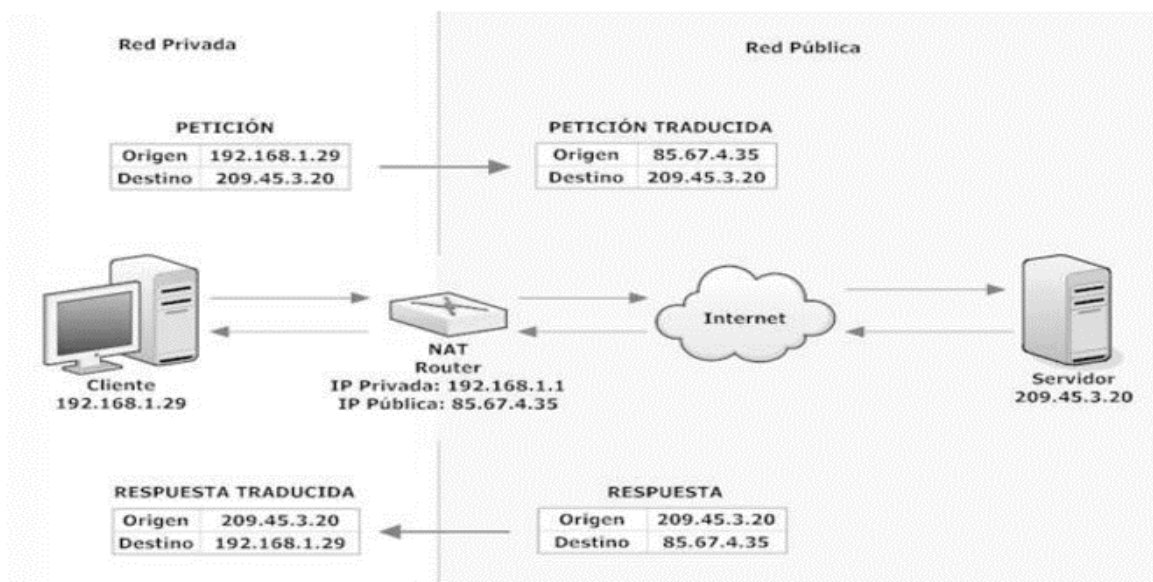 Red Privada
Red Pública
PETICIÓN
Origen 192.168.1.29
Destino 209.45.3.20
PETICIÓN TRADUCIDA
Origen 85.67.4.35
Destino 209.45.3.20
Cliente
192.168.1.29
NAT
Router
IP Privada: 192.168.1.1
IP Pública: 85.67.4.35
Internet
Servidor
209.45.3.20
RESPUESTA TRADUCIDA
Origen 209.45.3.20
Destino 192.168.1.29
RESPUESTA
Origen 209.45.3.20
Destino 85.67.4.35